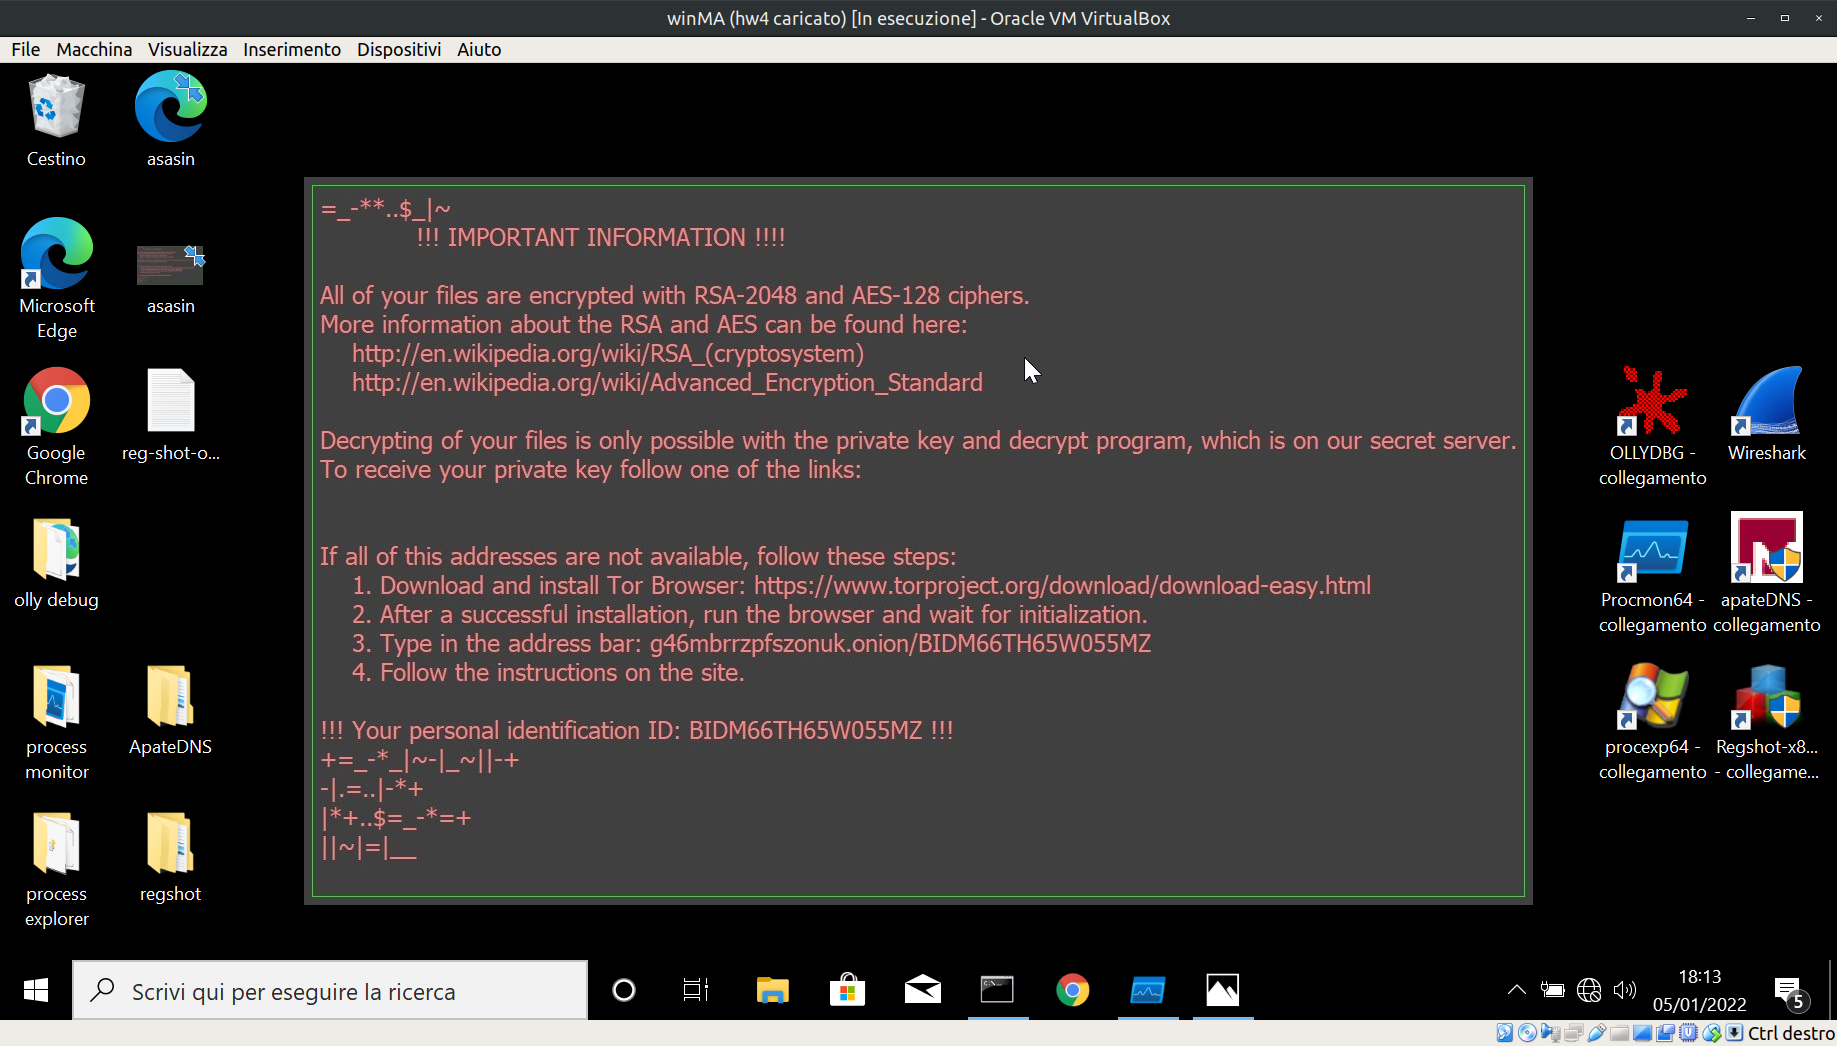 winMA (hw4 caricato) [In esecuzione] - Oracle VM VirtualBox
File Macchina Visualizza Inserimento Dispositivi Aiuto
Cestino
asasin
Microsoft Edge
asasin
Google Chrome
reg-shot-o...
olly debug
process monitor
ApateDNS
process explorer
regshot
=_-**..$_|~
!!! IMPORTANT INFORMATION !!!!
All of your files are encrypted with RSA-2048 and AES-128 ciphers.
More information about the RSA and AES can be found here:
http://en.wikipedia.org/wiki/RSA_(cryptosystem)
http://en.wikipedia.org/wiki/Advanced_Encryption_Standard
Decrypting of your files is only possible with the private key and decrypt program, which is on our secret server.
To receive your private key follow one of the links:
If all of this addresses are not available, follow these steps:
1. Download and install Tor Browser: https://www.torproject.org/download/download-easy.html
2. After a successful installation, run the browser and wait for initialization.
3. Type in the address bar: g46mbrrzpfszonuk.onion/BIDM66TH65W055MZ
4. Follow the instructions on the site.
!!! Your personal identification ID: BIDM66TH65W055MZ !!!
+=_-*_|~-|_~||-+
-|.=..|-*+
|*+..$=_-*=+
||~|=|__
OLLYDBG - collegamento
Wireshark
Procmon64 - collegamento
apateDNS - collegamento
procexp64 - collegamento
Regshot-x8... - collegame...
Scrivi qui per eseguire la ricerca
18:13
05/01/2022
5
Ctrl destro